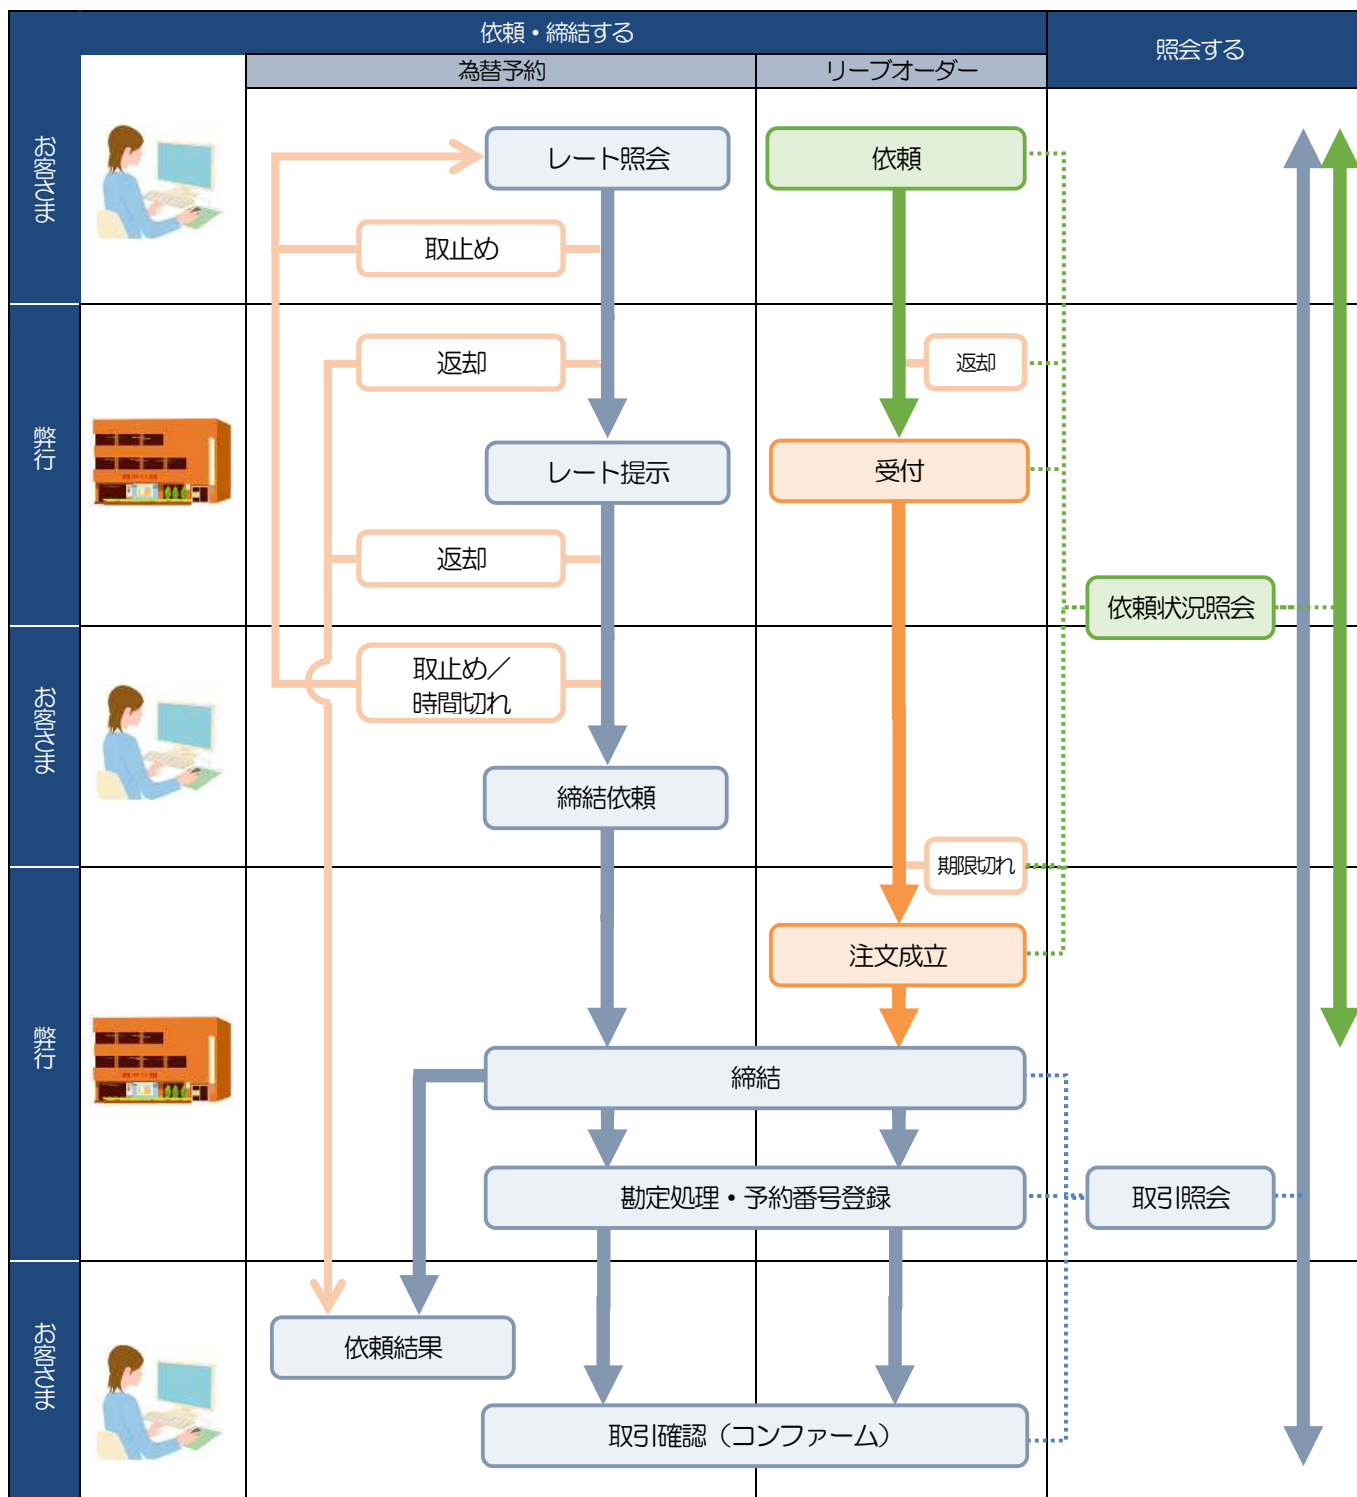 依頼・締結する
照会する
為替予約
リーブオーダー
お客さま
レート照会
依頼
取止め
弊行
返却
返却
レート提示
受付
返却
依頼状況照会
お客さま
取止め／
時間切れ
締結依頼
期限切れ
弊行
注文成立
締結
勘定処理・予約番号登録
取引照会
お客さま
依頼結果
取引確認（コンファーム）